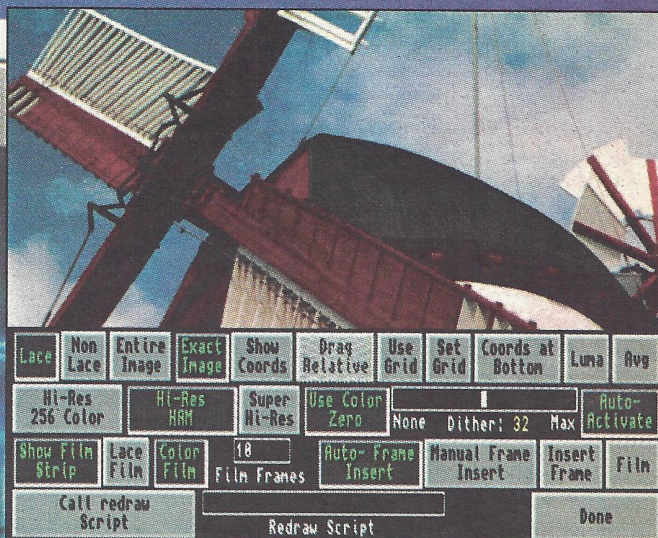 Lace Non Lace Entire Image Exact Image Show Coords Drag Relative Use Grid Set Grid Coords at Bottom Luma Avg
Hi-Res 256 Color Hi-Res HAM Super Hi-Res Use Color Zero None Dither: 32 Max Auto-Activate
Show Film Strip Lace Film Color Film 10 Film Frames Auto- Frame Insert Manual Frame Insert Insert Frame Film
Call redraw Script Redraw Script Done